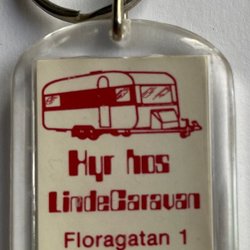 Hyr hos
LindeCaravan
Floragatan 1